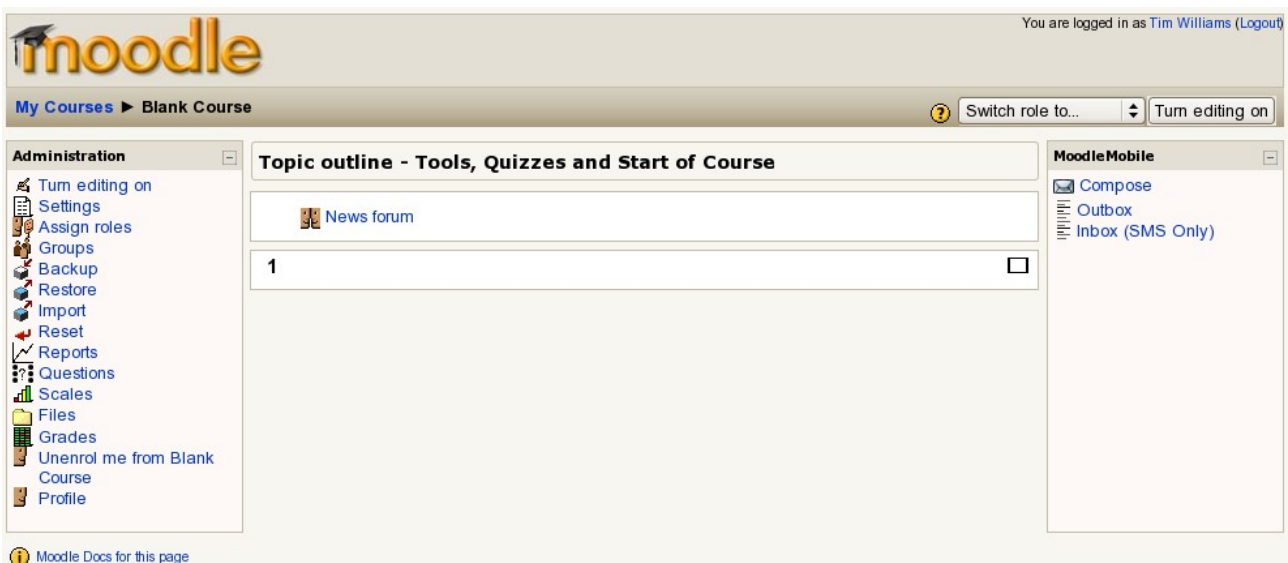 moodle
You are logged in as Tim Williams (Logout)
My Courses ► Blank Course
Switch role to...
Turn editing on
Administration
Turn editing on
Settings
Assign roles
Groups
Backup
Restore
Import
Reset
Reports
Questions
Scales
Files
Grades
Unenrol me from Blank
Course
Profile
Topic outline - Tools, Quizzes and Start of Course
News forum
1
MoodleMobile
Compose
Outbox
Inbox (SMS Only)
Moodle Docs for this page